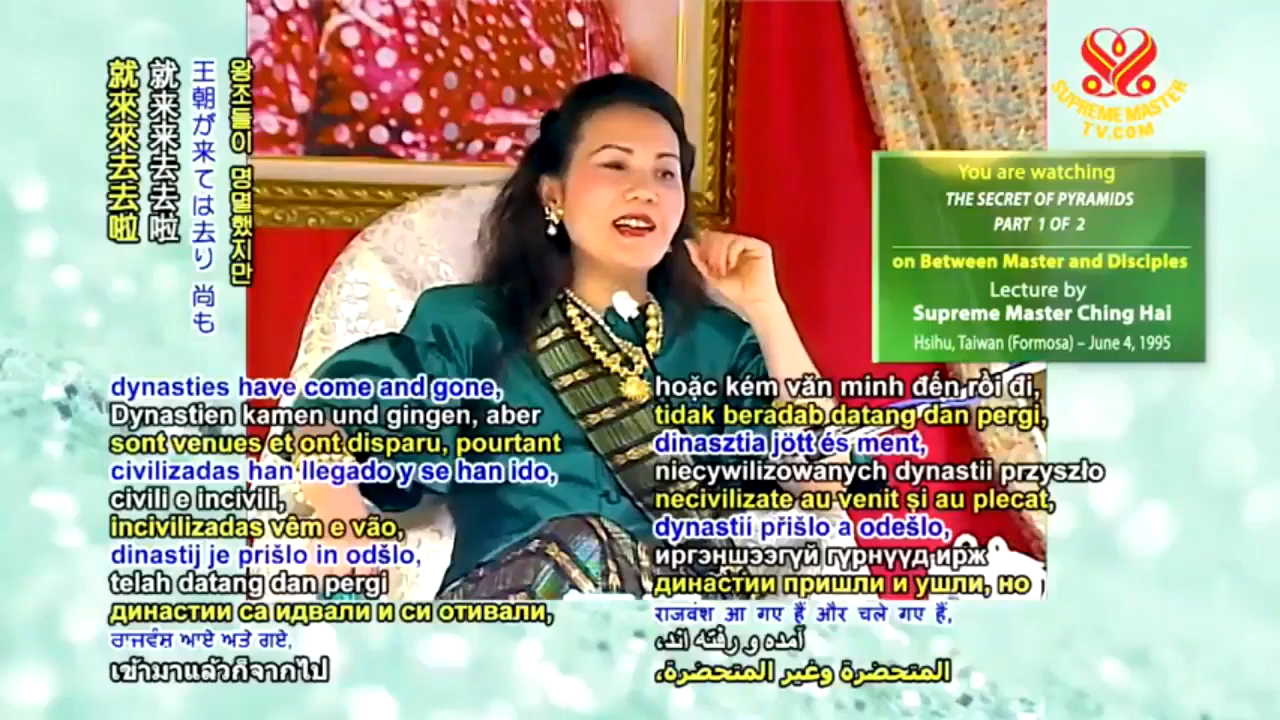 就來來去去啦
就来来去去啦
王朝が来ては去り 尚も
왕조들이 명멸했지만
SUPREME MASTER
TV.COM
You are watching
THE SECRET OF PYRAMIDS
PART 1 OF 2
on Between Master and Disciples
Lecture by
Supreme Master Ching Hai
Hsihu, Taiwan (Formosa) – June 4, 1995
dynasties have come and gone,
Dynastien kamen und gingen, aber
sont venues et ont disparu, pourtant
civilizadas han llegado y se han ido,
civili e incivili,
incivilizadas vêm e vão,
dinastij je prišlo in odšlo,
telah datang dan pergi
династии са идвали и си отивали,
ਰਾਜਵੰਸ਼ ਆਏ ਅਤੇ ਗਏ,
เข้ามาแล้วก็จากไป
hoặc kém văn minh đến rồi đi,
tidak beradab datang dan pergi,
dinasztia jött és ment,
niecywilizowanych dynastii przyszło
necivilizate au venit și au plecat,
dynastií přišlo a odešlo,
иргэншээгүй гүрнүүд ирж
династии пришли и ушли, но
राजवंश आ गए हैं और चले गए हैं,
آمده و رفته اند،
المتحضرة وغير المتحضرة،